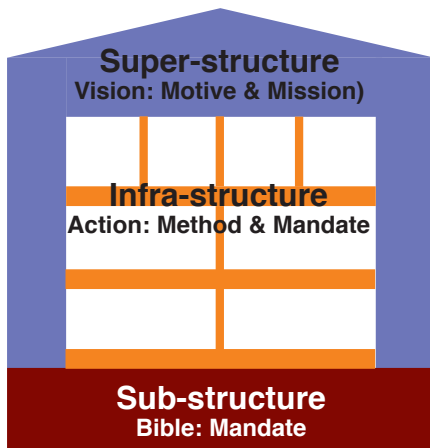 Super-structure
Vision: Motive & Mission)
Infra-structure
Action: Method & Mandate
Sub-structure
Bible: Mandate